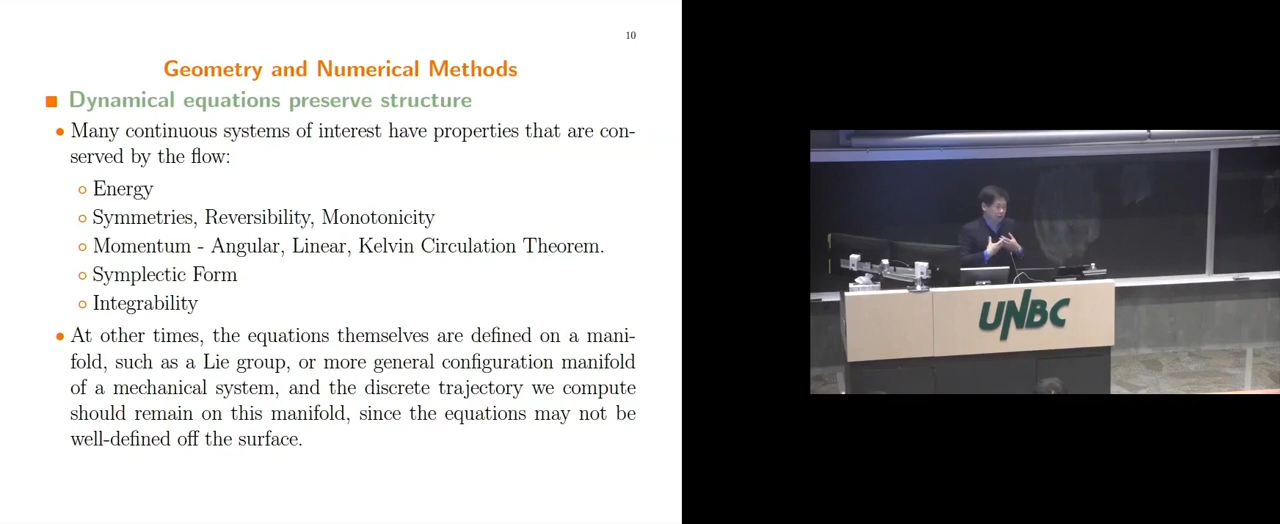 10
Geometry and Numerical Methods
Dynamical equations preserve structure
Many continuous systems of interest have properties that are con-
served by the flow:
Energy
Symmetries, Reversibility, Monotonicity
Momentum - Angular, Linear, Kelvin Circulation Theorem.
Symplectic Form
Integrability
At other times, the equations themselves are defined on a mani-
fold, such as a Lie group, or more general configuration manifold
of a mechanical system, and the discrete trajectory we compute
should remain on this manifold, since the equations may not be
well-defined off the surface.
UNBC